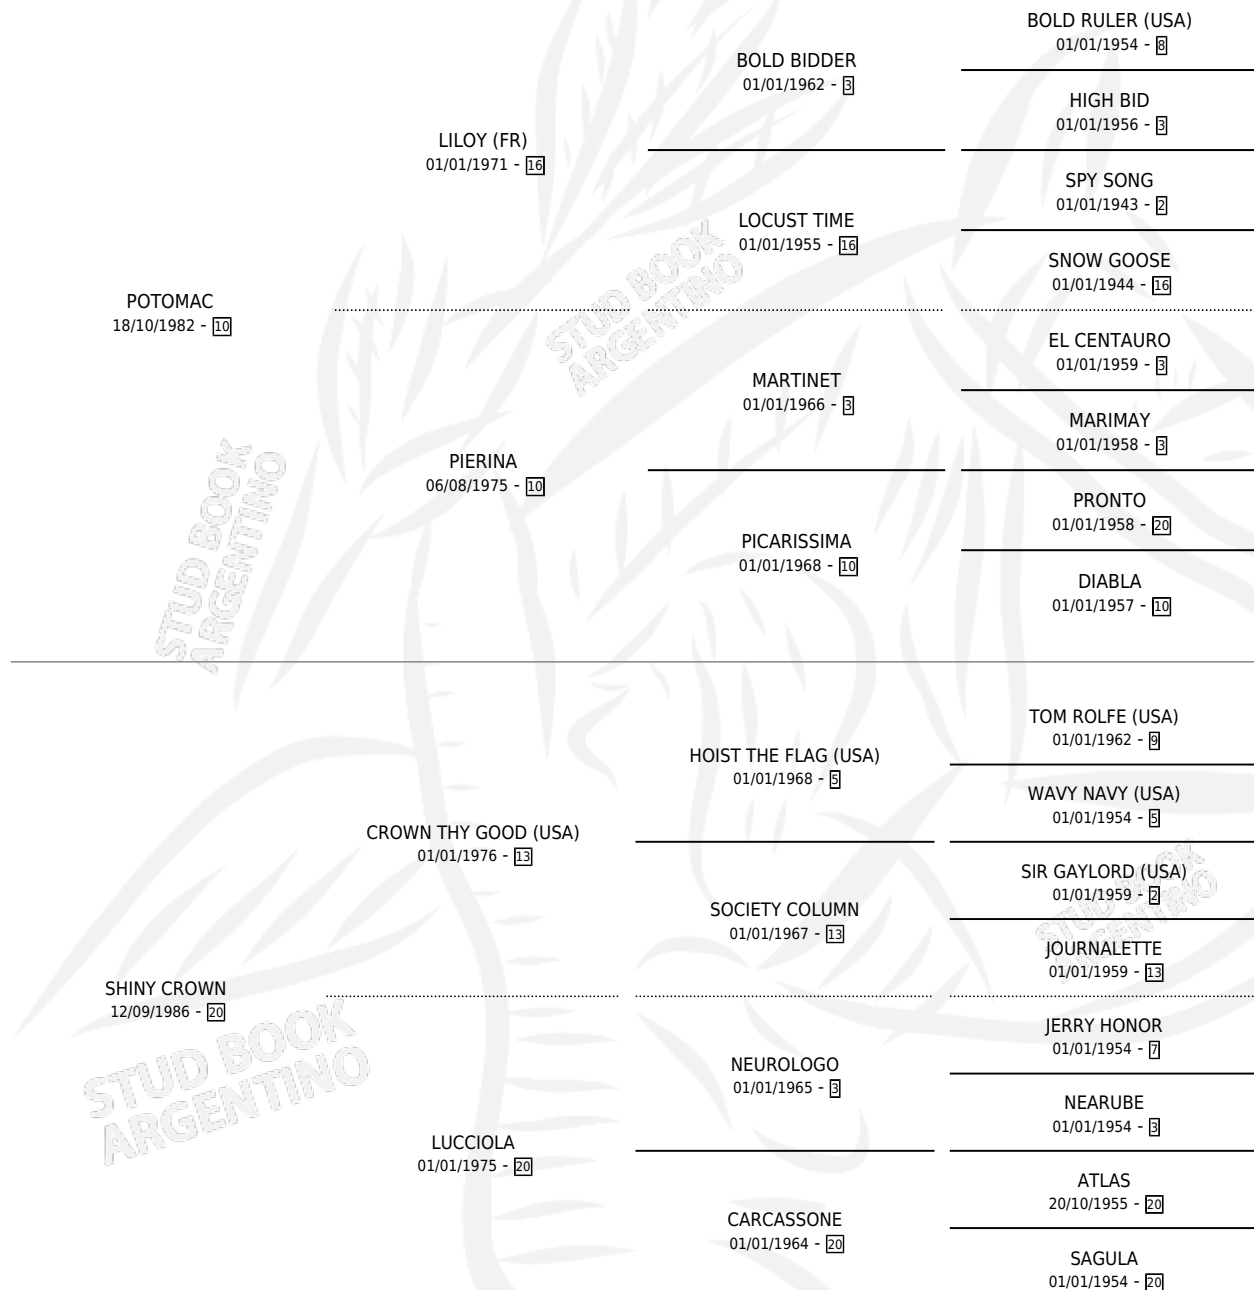 BOLD RULER (USA)
01/01/1954 - 8
BOLD BIDDER
01/01/1962 - 3
HIGH BID
01/01/1956 - 3
LILOY (FR)
01/01/1971 - 16
SPY SONG
01/01/1943 - 2
LOCUST TIME
01/01/1955 - 16
SNOW GOOSE
01/01/1944 - 16
POTOMAC
18/10/1982 - 10
EL CENTAURO
01/01/1959 - 3
MARTINET
01/01/1966 - 3
MARIMAY
01/01/1958 - 3
PIERINA
06/08/1975 - 10
PRONTO
01/01/1958 - 20
PICARISSIMA
01/01/1968 - 10
DIABLA
01/01/1957 - 10
STUD BOOK
ARGENTINO
STUD BOOK
ARGENTINO
TOM ROLFE (USA)
01/01/1962 - 9
HOIST THE FLAG (USA)
01/01/1968 - 5
WAVY NAVY (USA)
01/01/1954 - 5
CROWN THY GOOD (USA)
01/01/1976 - 13
SIR GAYLORD (USA)
01/01/1959 - 2
SOCIETY COLUMN
01/01/1967 - 13
JOURNALETTE
01/01/1959 - 13
SHINY CROWN
12/09/1986 - 20
JERRY HONOR
01/01/1954 - 7
NEUROLOGO
01/01/1965 - 3
NEARUBE
01/01/1954 - 3
LUCCIOLA
01/01/1975 - 20
ATLAS
20/10/1955 - 20
CARCASSONE
01/01/1964 - 20
SAGULA
01/01/1954 - 20
STUD BOOK
ARGENTINO
STUD BOOK
ARGENTINO